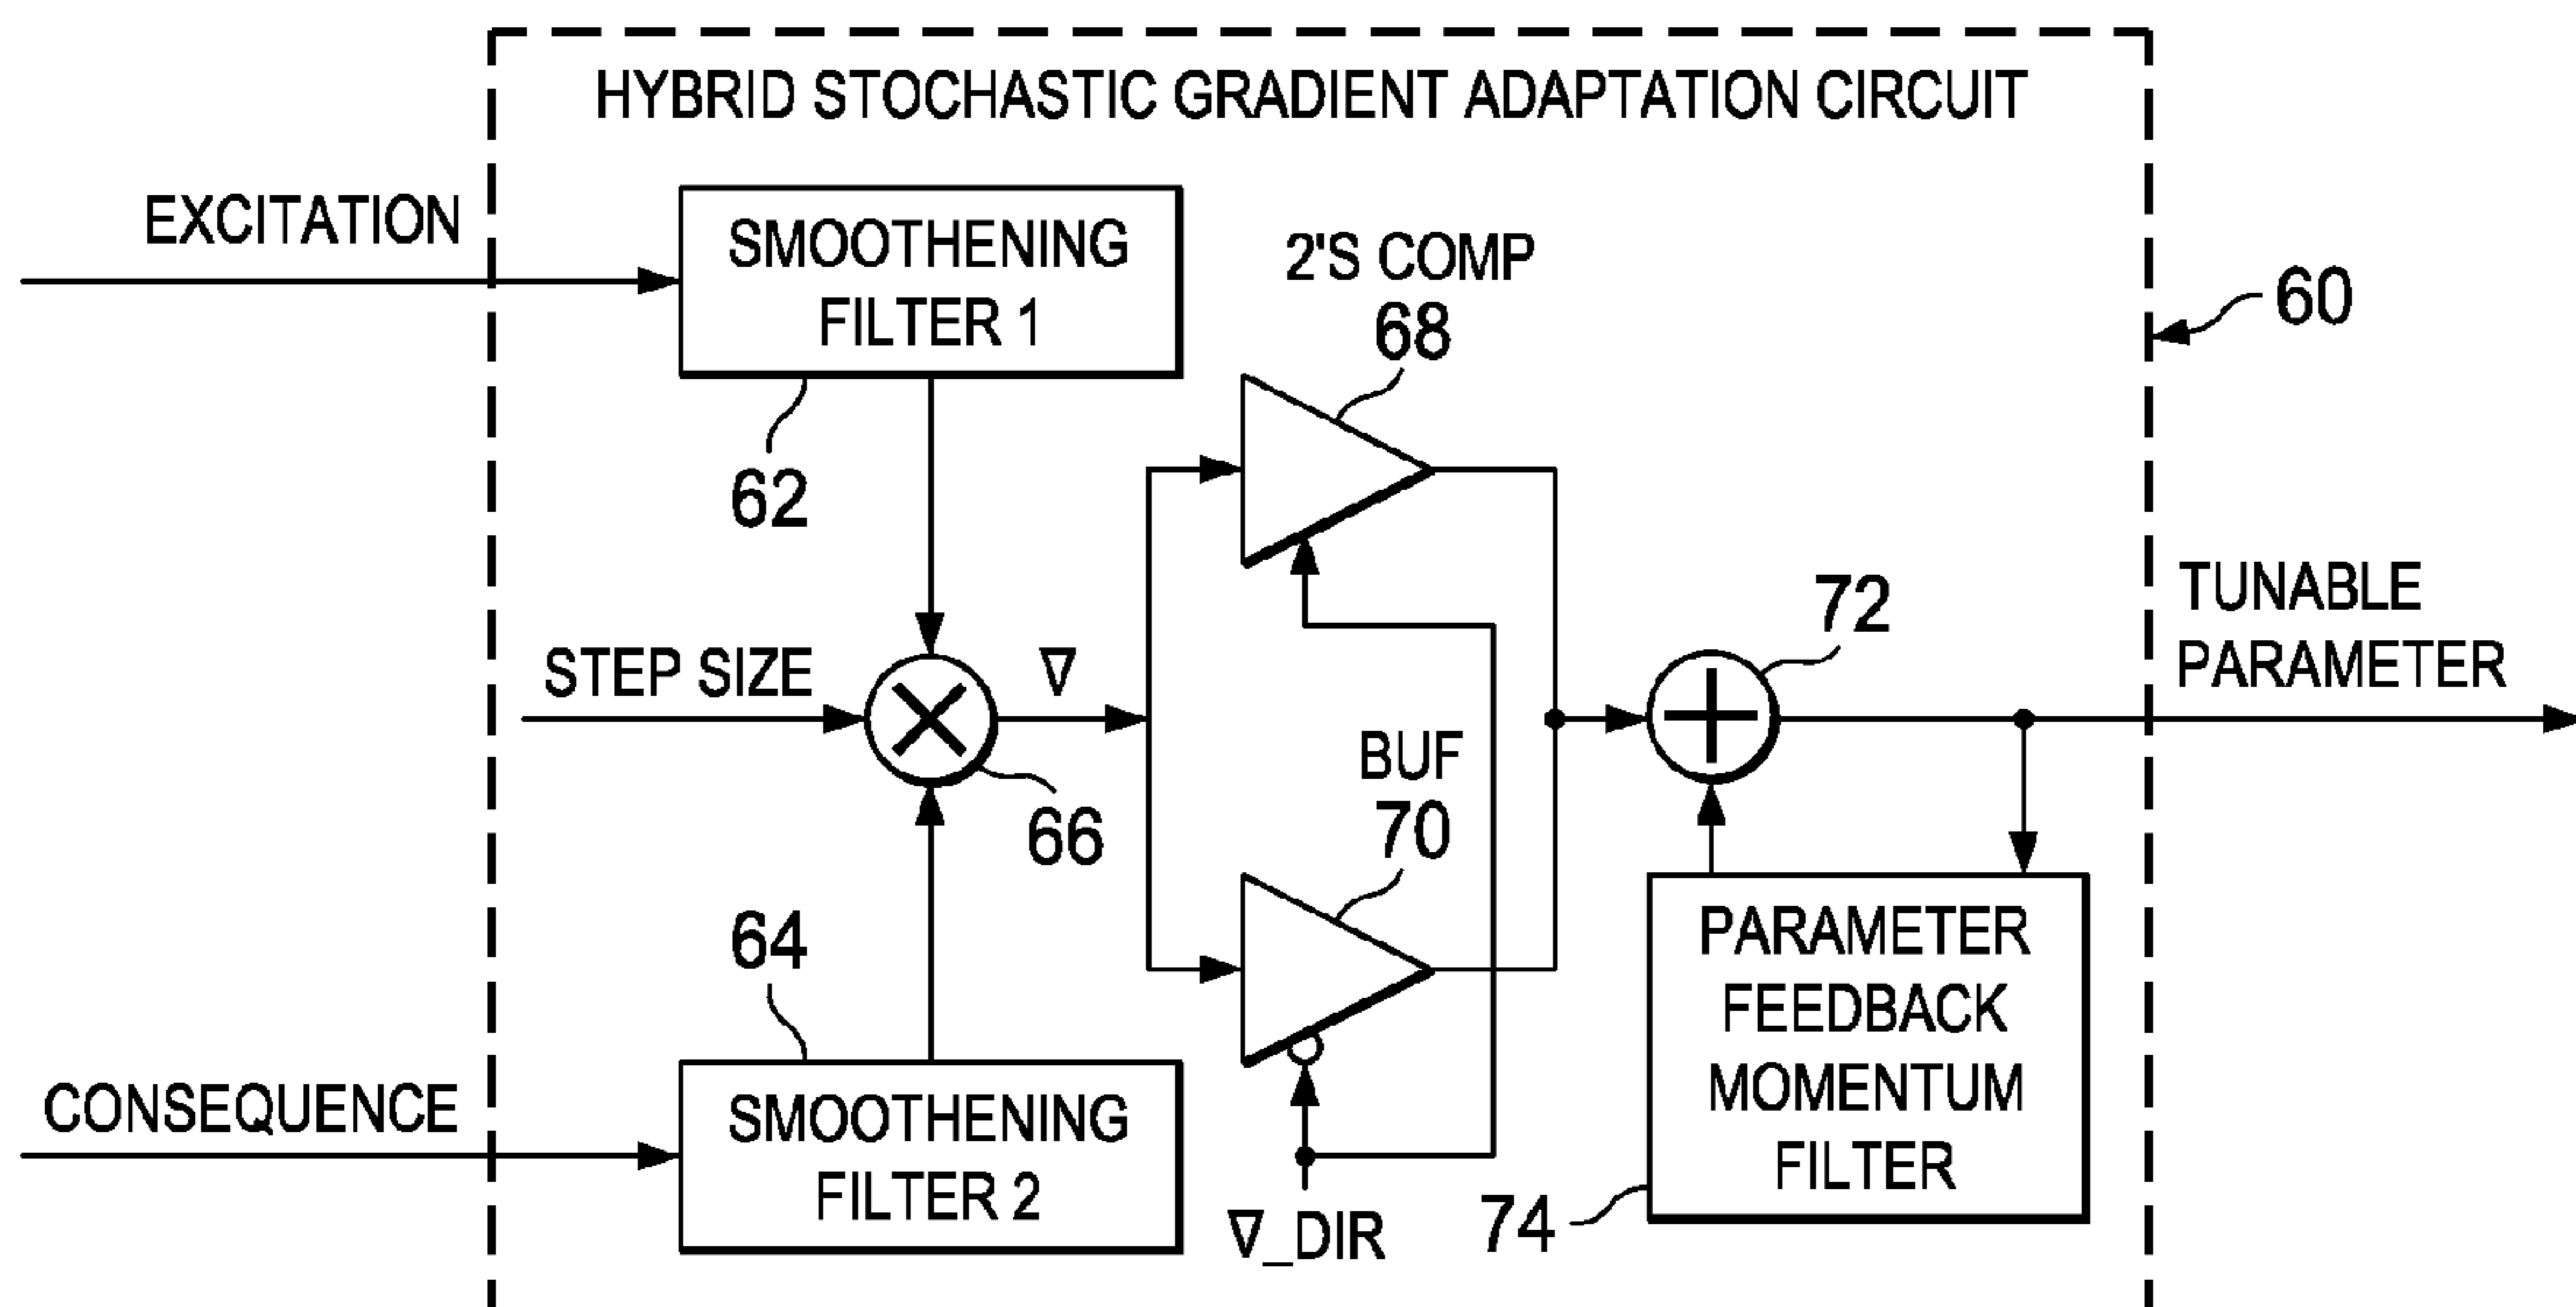 HYBRID STOCHASTIC GRADIENT ADAPTATION CIRCUIT
EXCITATION
SMOOTHENING
FILTER 1
62
2'S COMP
68
60
STEP SIZE
∇
66
BUF
70
72
TUNABLE
PARAMETER
64
CONSEQUENCE
SMOOTHENING
FILTER 2
∇_DIR
PARAMETER
FEEDBACK
MOMENTUM
FILTER
74